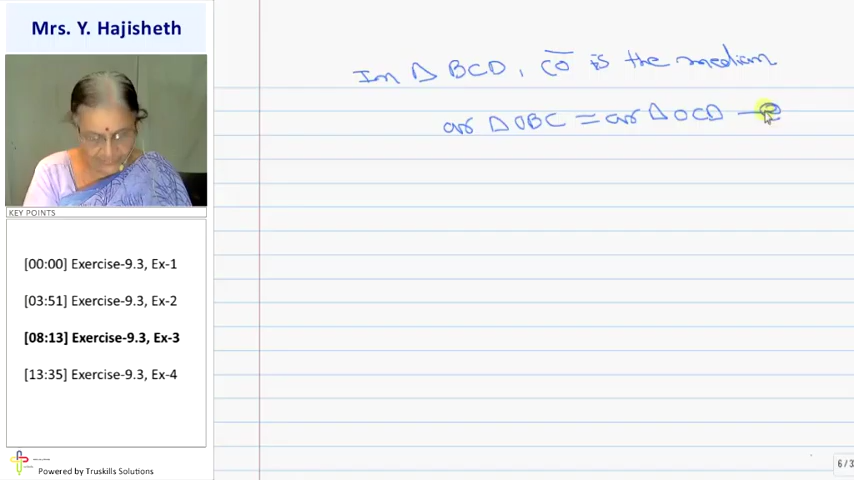 Mrs. Y. Hajisheth
KEY POINTS
[00:00] Exercise-9.3, Ex-1
[03:51] Exercise-9.3, Ex-2
[08:13] Exercise-9.3, Ex-3
[13:35] Exercise-9.3, Ex-4
Powered by Truskills Solutions
In Δ BCD, CO is the median
ar Δ OBC = ar Δ OCD —
6 / 3